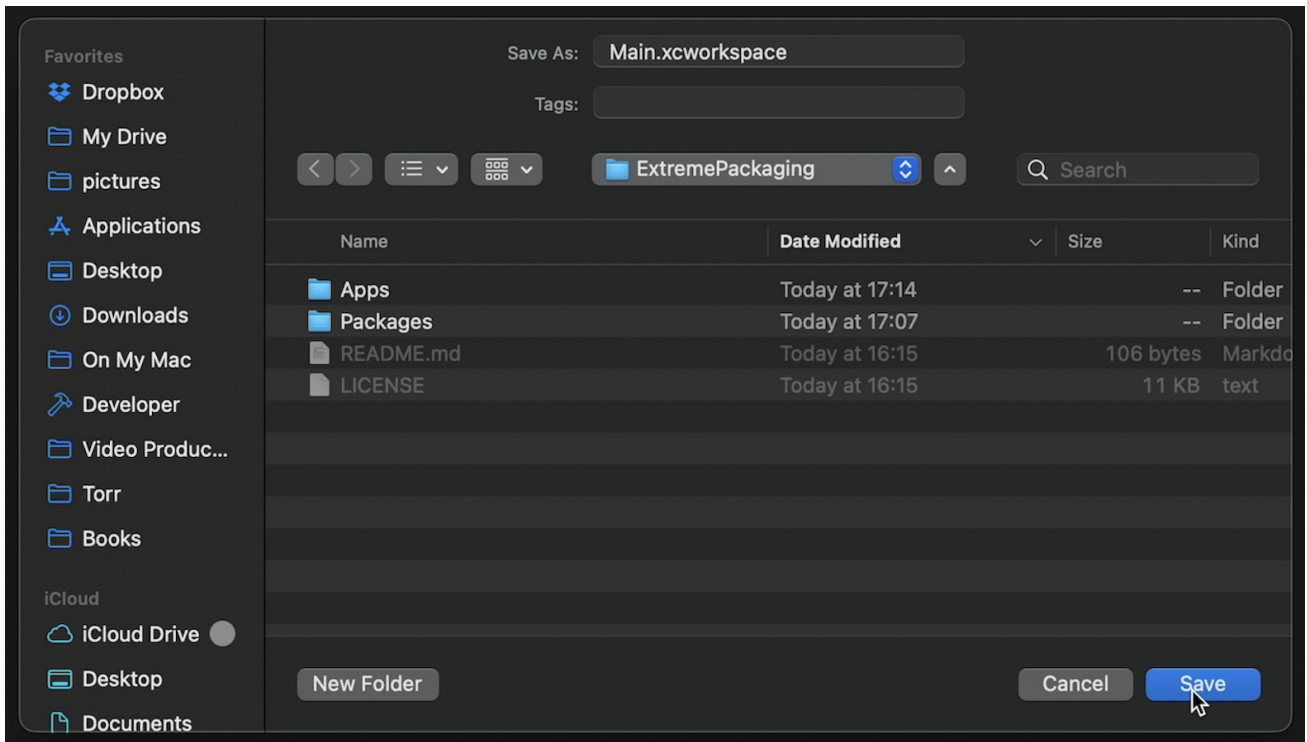 Favorites
Dropbox
My Drive
pictures
Applications
Desktop
Downloads
On My Mac
Developer
Video Produc...
Torr
Books
iCloud
iCloud Drive
Desktop
Documents
Save As: Main.xcworkspace
Tags:
ExtremePackaging
Search
Name Date Modified Size Kind
Apps Today at 17:14 -- Folder
Packages Today at 17:07 -- Folder
README.md Today at 16:15 106 bytes Markdo
LICENSE Today at 16:15 11 KB text
New Folder Cancel Save